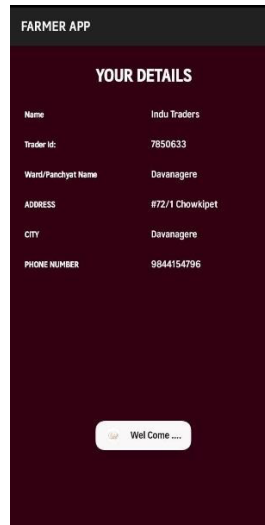 FARMER APP
YOUR DETAILS
Name Indu Traders
Trader Id: 7850633
Ward/Panchyat Name Davanagere
ADDRESS #72/1 Chowkipet
CITY Davanagere
PHONE NUMBER 9844154796
Wel Come ....